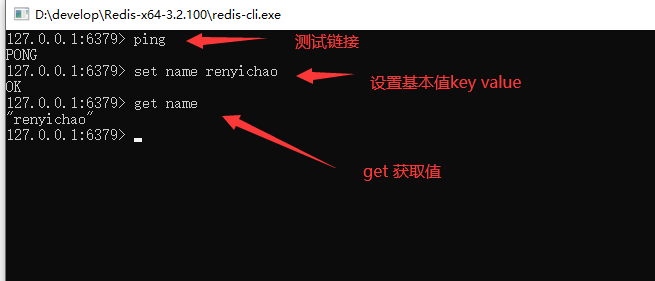 D:\develop\Redis-x64-3.2.100\redis-cli.exe
127.0.0.1:6379> ping
测试链接
PONG
127.0.0.1:6379> set name renyichao
设置基本值key value
OK
127.0.0.1:6379> get name
"renyichao"
127.0.0.1:6379>
get 获取值